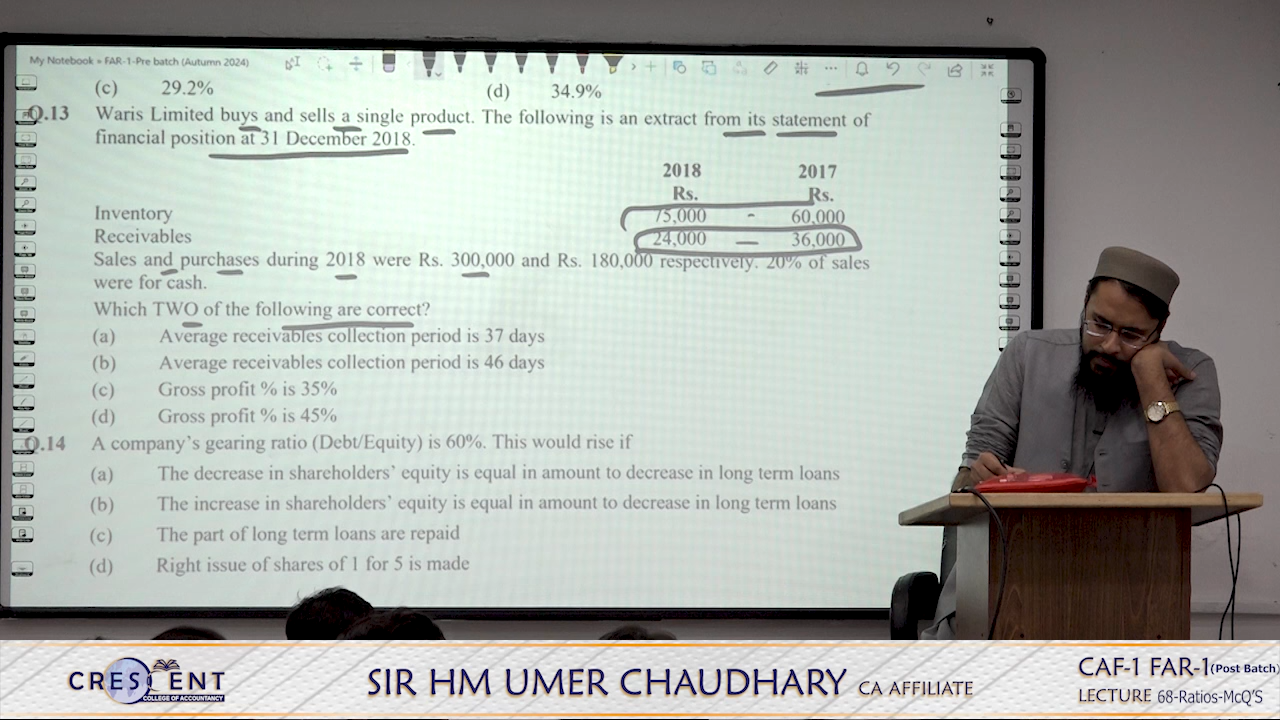 My Notebook » FAR-1-Pre batch (Autumn 2024)
(c) 29.2% (d) 34.9%
Q.13 Waris Limited buys and sells a single product. The following is an extract from its statement of
financial position at 31 December 2018.
2018 2017
Rs. Rs.
Inventory 75,000 60,000
Receivables 24,000 36,000
Sales and purchases during 2018 were Rs. 300,000 and Rs. 180,000 respectively. 20% of sales
were for cash.
Which TWO of the following are correct?
(a) Average receivables collection period is 37 days
(b) Average receivables collection period is 46 days
(c) Gross profit % is 35%
(d) Gross profit % is 45%
Q.14 A company's gearing ratio (Debt/Equity) is 60%. This would rise if
(a) The decrease in shareholders' equity is equal in amount to decrease in long term loans
(b) The increase in shareholders' equity is equal in amount to decrease in long term loans
(c) The part of long term loans are repaid
(d) Right issue of shares of 1 for 5 is made
CRESCENT
COLLEGE OF ACCOUNTANCY
SIR HM UMER CHAUDHARY CA AFFILIATE
CAF-1 FAR-1(Post Batch)
LECTURE 68-Ratios-McQ'S